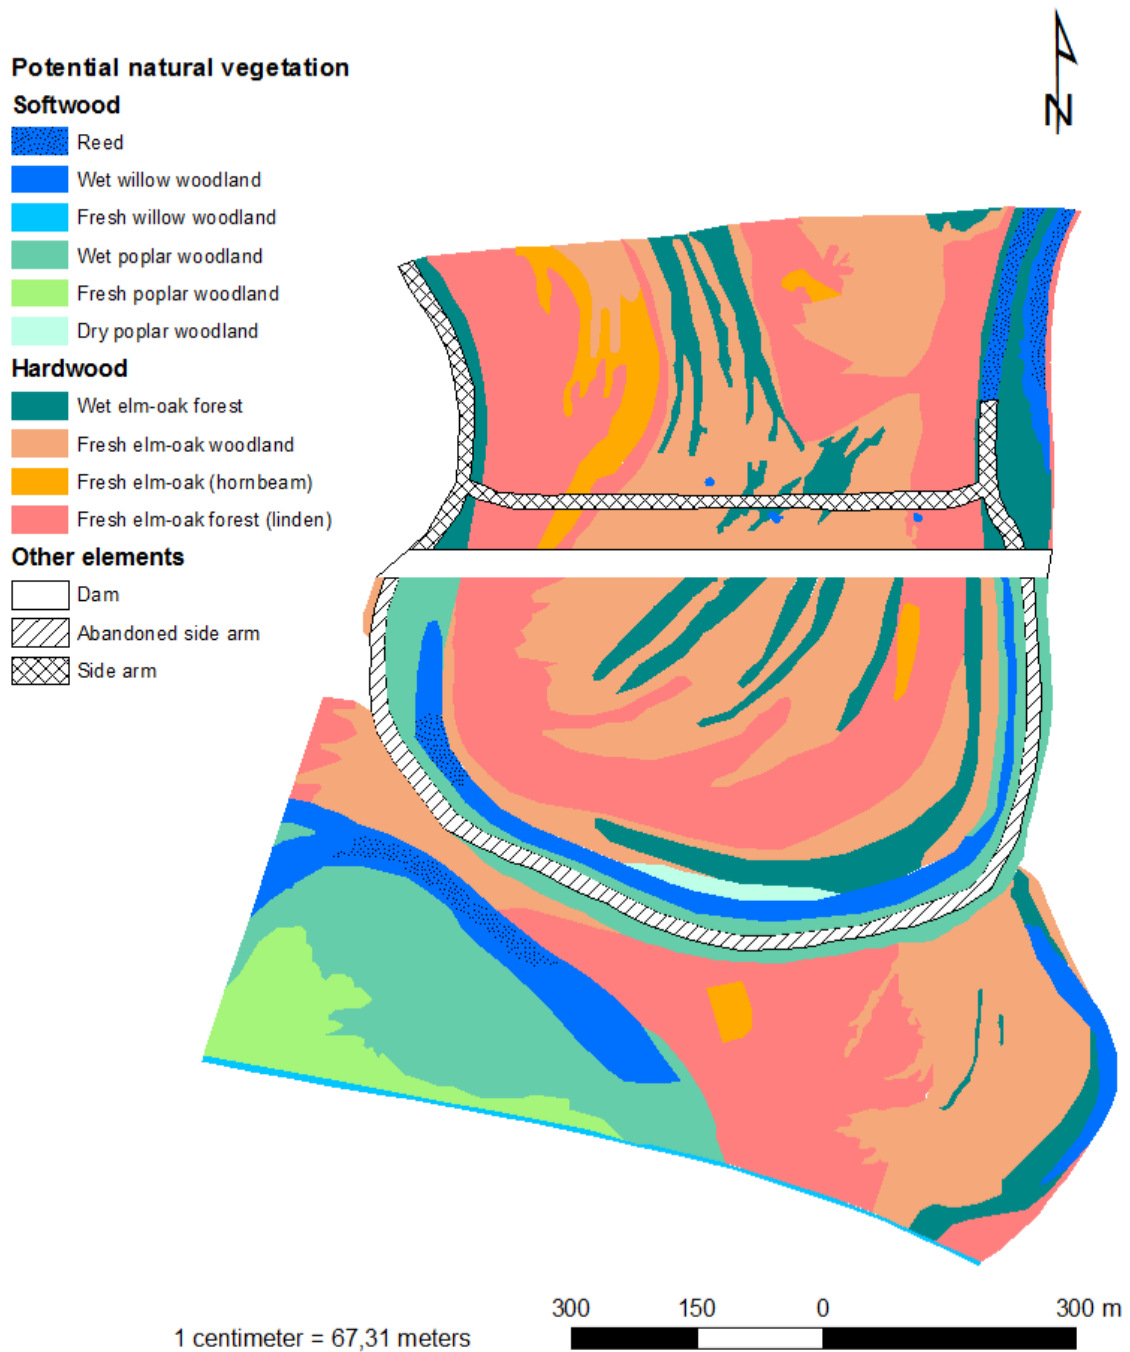 N
Potential natural vegetation
Softwood
Reed
Wet willow woodland
Fresh willow woodland
Wet poplar woodland
Fresh poplar woodland
Dry poplar woodland
Hardwood
Wet elm-oak forest
Fresh elm-oak woodland
Fresh elm-oak (hornbeam)
Fresh elm-oak forest (linden)
Other elements
Dam
Abandoned side arm
Side arm
300 150 0 300 m
1 centimeter = 67,31 meters